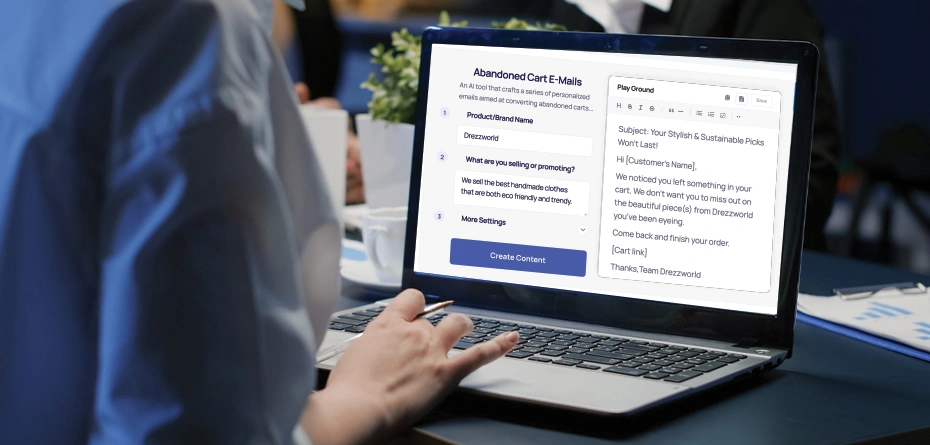 Abandoned Cart E-Mails
An AI tool that crafts a series of personalized
emails aimed at converting abandoned carts...
1
Product/Brand Name
Drezzworld
2
What are you selling or promoting?
We sell the best handmade clothes
that are both eco friendly and trendy.
3
More Settings
Create Content
Play Ground
Save
H B I S
Subject: Your Stylish & Sustainable Picks
Won't Last!
Hi [Customer's Name],
We noticed you left something in your
cart. We don't want you to miss out on
the beautiful piece(s) from Drezzworld
you've been eyeing.
Come back and finish your order.
[Cart link]
Thanks,Team Drezzworld